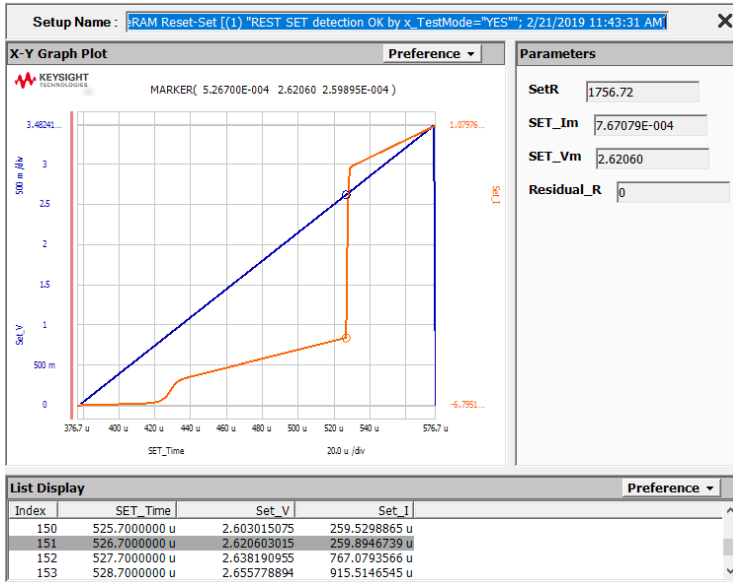 Setup Name : eRAM Reset-Set [(1) "REST SET detection OK by x_TestMode="YES""; 2/21/2019 11:43:31 AM]
X-Y Graph Plot Preference
Parameters
KEYSIGHT
TECHNOLOGIES
MARKER( 5.26700E-004 2.62060 2.59895E-004 )
SetR 1756.72
SET_Im 7.67079E-004
SET_Vm 2.62060
Residual_R 0
3.48241...
1.07976...
500 m /div
3
2.5
2
1.5
1
500 m
0
Set_V
Set_I
-6.7951...
376.7 u 400 u 420 u 440 u 460 u 480 u 500 u 520 u 540 u 576.7 u
SET_Time 20.0 u /div
List Display Preference
Index SET_Time Set_V Set_I
150 525.7000000 u 2.603015075 259.5298865 u
151 526.7000000 u 2.620603015 259.8946739 u
152 527.7000000 u 2.638190955 767.0793566 u
153 528.7000000 u 2.655778894 915.5146545 u